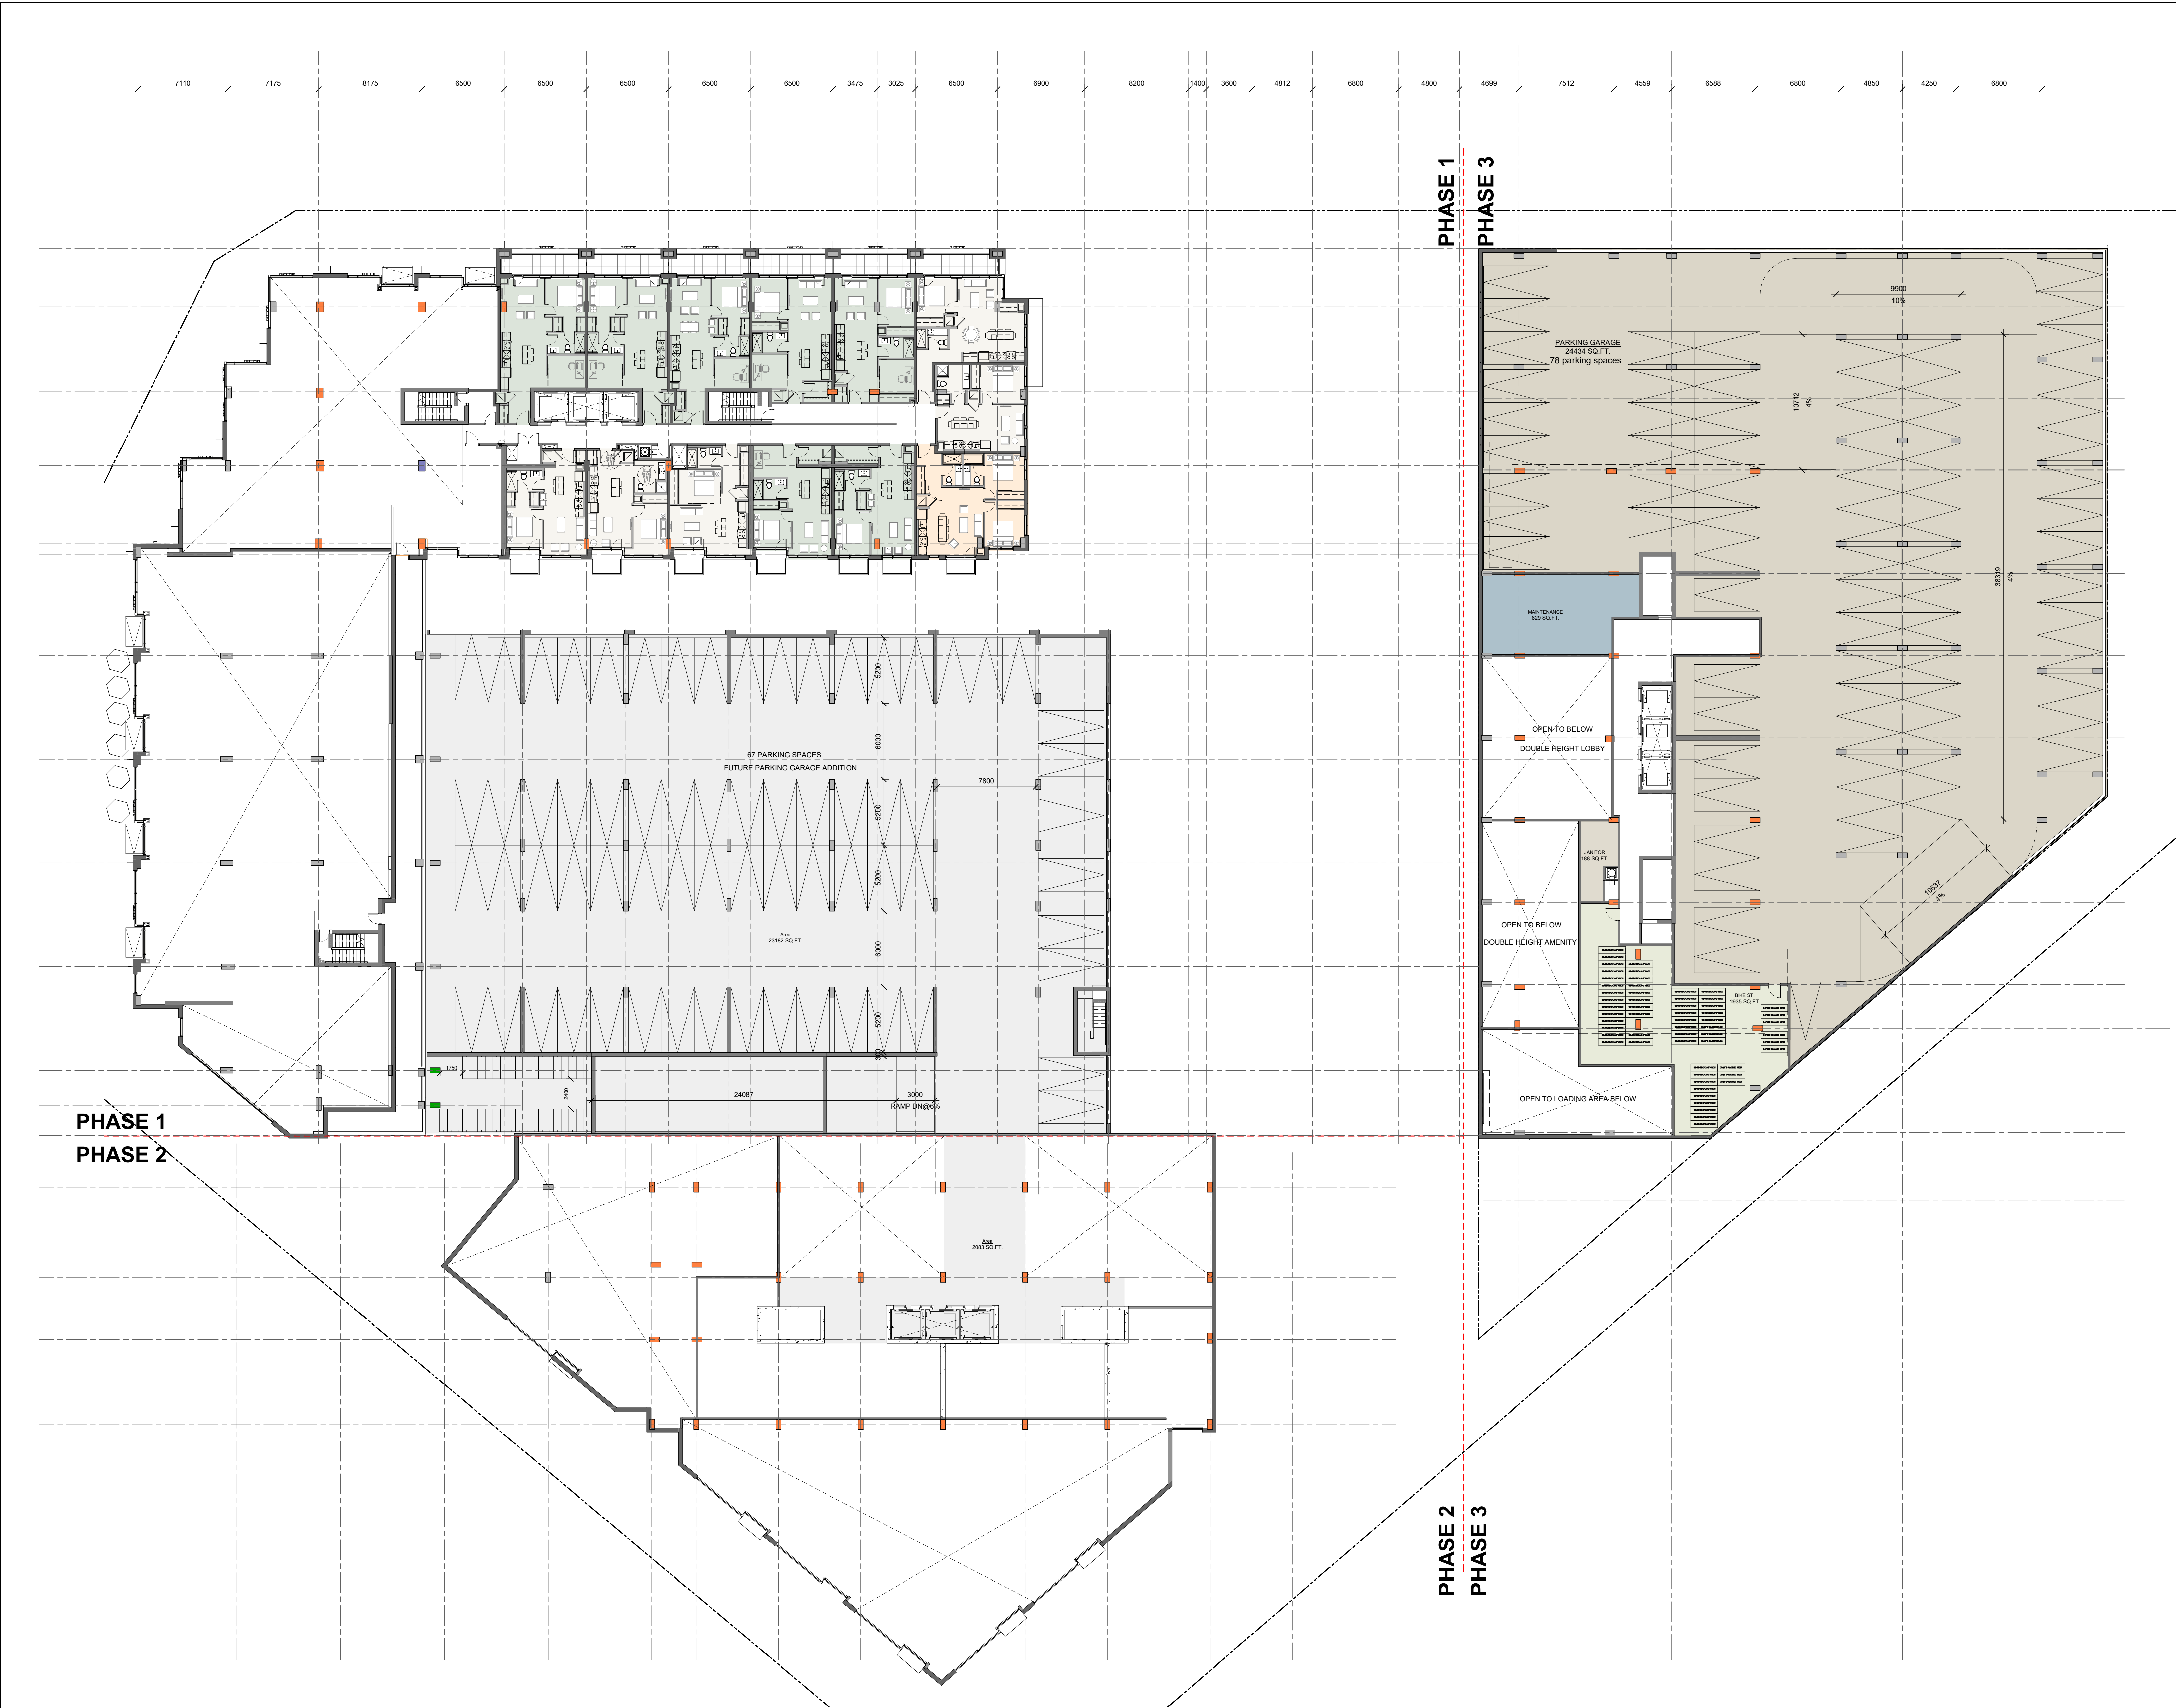 7110 7175 8175 6500 6500 6500 6500 6500 3475 3025 6500 6900 8200 1400 3600 4812 6800 4800 4699 7512 4559 6588 6800 4850 4250 6800
PHASE 1
PHASE 3
9900
10%
PARKING GARAGE
24434 SQ.FT.
78 parking spaces
10712
4%
38319
4%
MAINTENANCE
829 SQ.FT.
5200
6000
67 PARKING SPACES
FUTURE PARKING GARAGE ADDITION
7800
5200
5200
Area
23182 SQ.FT.
6000
5200
300
OPEN TO BELOW
DOUBLE HEIGHT LOBBY
JANITOR
188 SQ.FT.
10537
4%
OPEN TO BELOW
DOUBLE HEIGHT AMENITY
BIKE ST.
1935 SQ.FT.
OPEN TO LOADING AREA BELOW
1750
2400
24087
3000
RAMP DN@6%
PHASE 1
PHASE 2
Area
2083 SQ.FT.
PHASE 2
PHASE 3